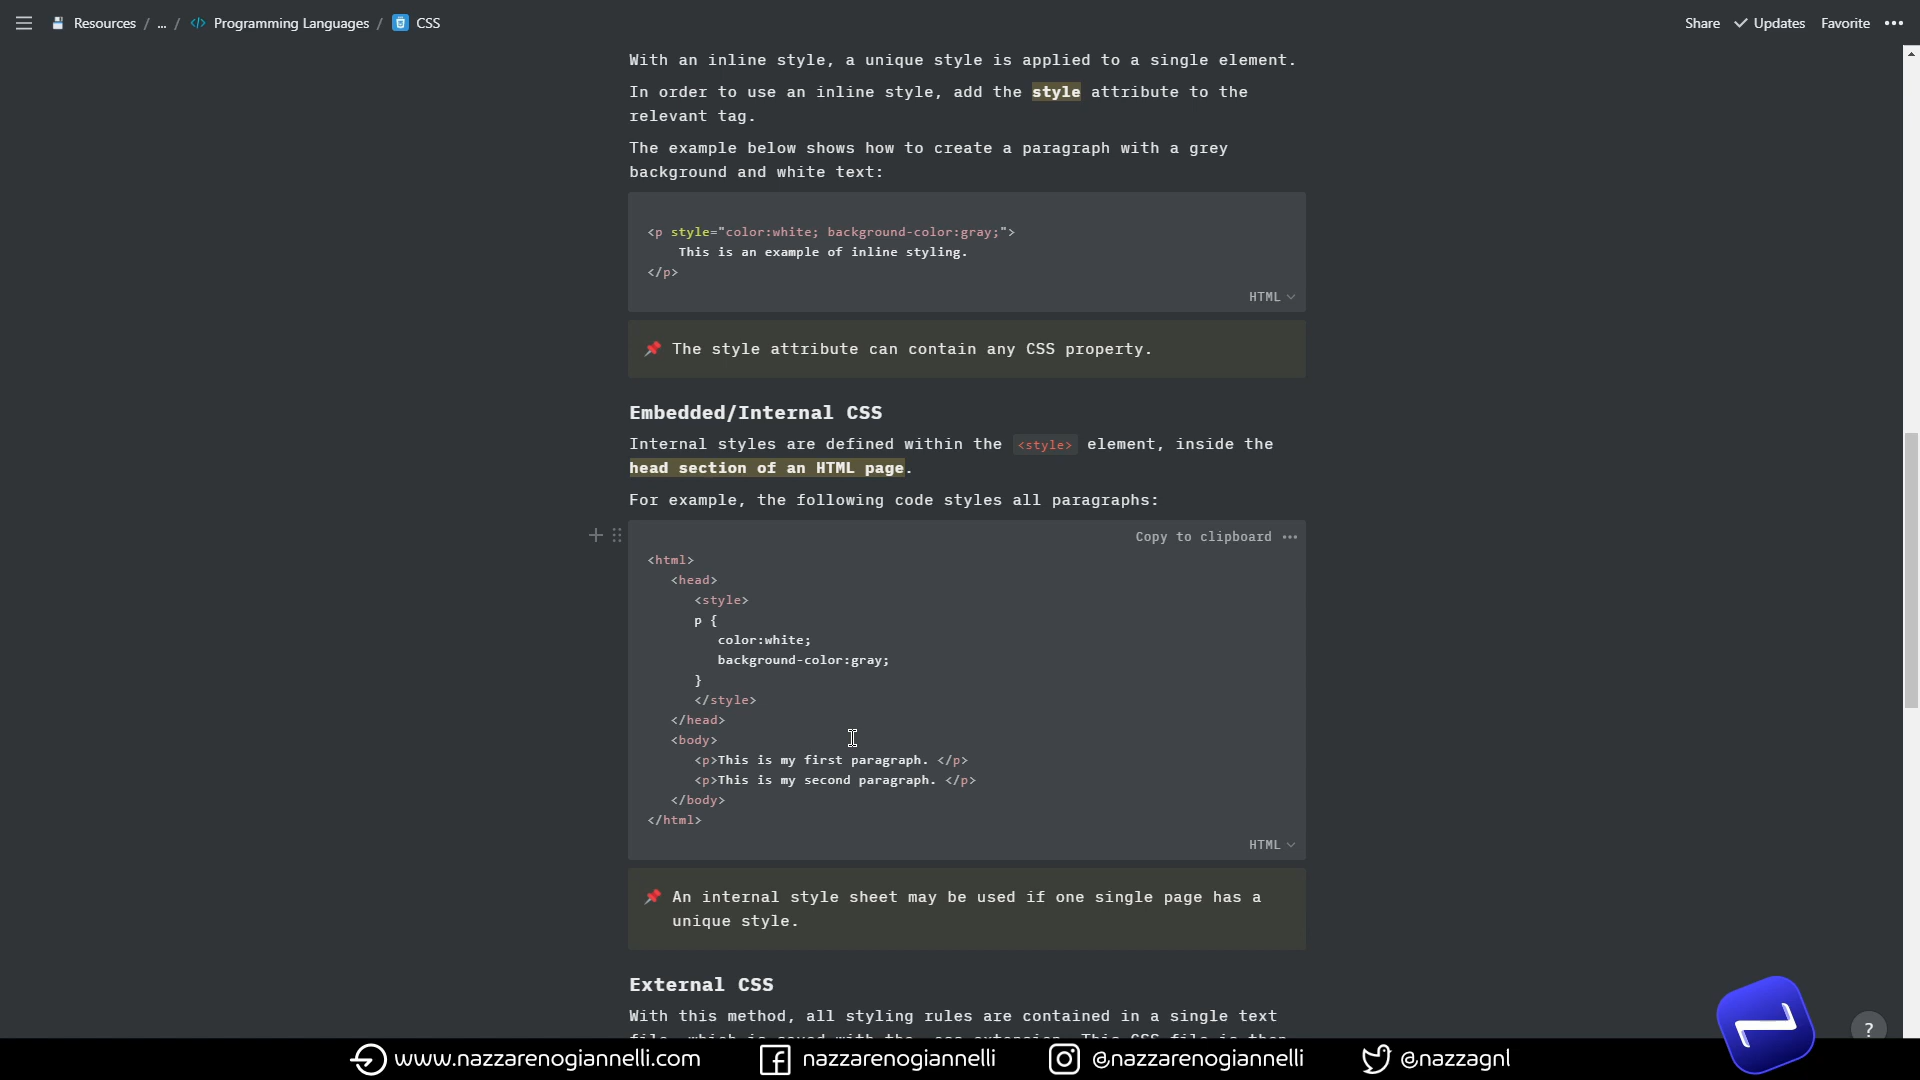 Resources / ... / </> Programming Languages / CSS
Share ✓ Updates Favorite •••
With an inline style, a unique style is applied to a single element.
In order to use an inline style, add the style attribute to the
relevant tag.
The example below shows how to create a paragraph with a grey
background and white text:
<p style="color:white; background-color:gray;">
This is an example of inline styling.
</p>
HTML
📌 The style attribute can contain any CSS property.
Embedded/Internal CSS
Internal styles are defined within the <style> element, inside the
head section of an HTML page.
For example, the following code styles all paragraphs:
Copy to clipboard •••
<html>
<head>
<style>
p {
color:white;
background-color:gray;
}
</style>
</head>
<body>
<p>This is my first paragraph. </p>
<p>This is my second paragraph. </p>
</body>
</html>
HTML
📌 An internal style sheet may be used if one single page has a
unique style.
External CSS
With this method, all styling rules are contained in a single text
?
www.nazzarenogiannelli.com nazzarenogiannelli @nazzarenogiannelli @nazzagnl